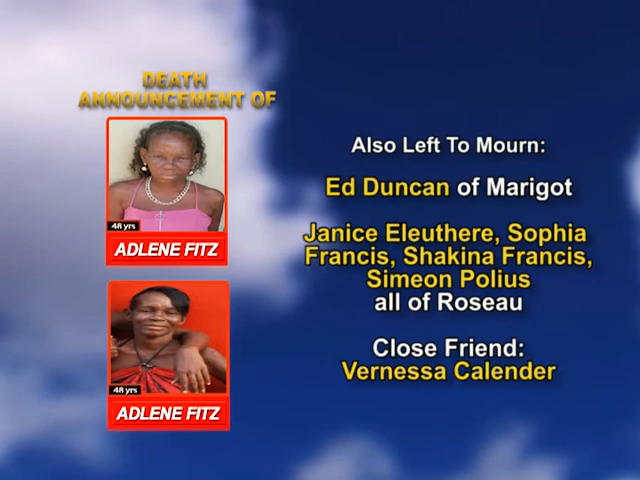 DEATH
ANNOUNCEMENT OF
48 yrs
ADLENE FITZ
48 yrs
ADLENE FITZ
Also Left To Mourn:
Ed Duncan of Marigot
Janice Eleuthere, Sophia
Francis, Shakina Francis,
Simeon Polius
all of Roseau
Close Friend:
Vernessa Calender